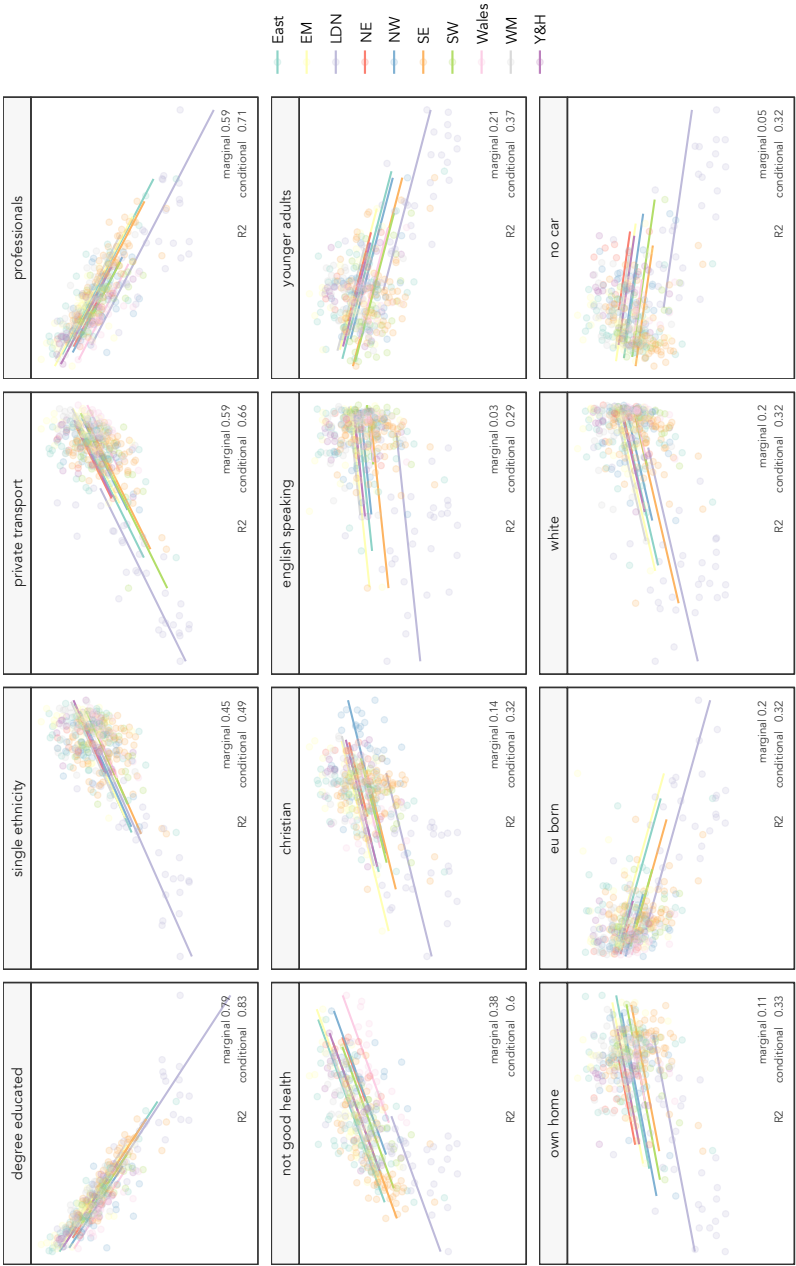 degree educated
R2 marginal 0.79
conditional 0.83
single ethnicity
R2 marginal 0.45
conditional 0.49
private transport
R2 marginal 0.59
conditional 0.66
professionals
R2 marginal 0.59
conditional 0.71
not good health
R2 marginal 0.38
conditional 0.6
christian
R2 marginal 0.14
conditional 0.32
english speaking
R2 marginal 0.03
conditional 0.29
younger adults
R2 marginal 0.21
conditional 0.37
own home
R2 marginal 0.11
conditional 0.33
eu born
R2 marginal 0.2
conditional 0.32
white
R2 marginal 0.2
conditional 0.32
no car
R2 marginal 0.05
conditional 0.32
East
EM
LDN
NE
NW
SE
SW
Wales
WM
Y&H